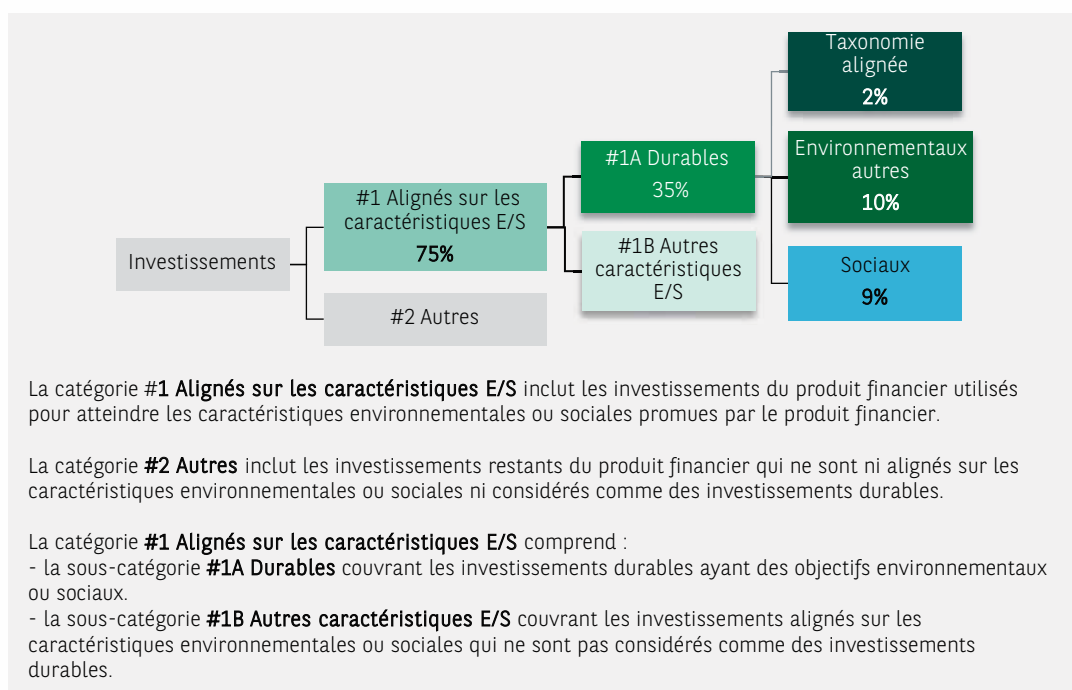 Taxonomie
alignée
2%
#1A Durables
35%
Environnementaux
autres
10%
#1 Alignés sur les
caractéristiques E/S
75%
#1B Autres
caractéristiques
E/S
Investissements
Sociaux
9%
#2 Autres
La catégorie #1 Alignés sur les caractéristiques E/S inclut les investissements du produit financier utilisés
pour atteindre les caractéristiques environnementales ou sociales promues par le produit financier.
La catégorie #2 Autres inclut les investissements restants du produit financier qui ne sont ni alignés sur les
caractéristiques environnementales ou sociales ni considérés comme des investissements durables.
La catégorie #1 Alignés sur les caractéristiques E/S comprend :
- la sous-catégorie #1A Durables couvrant les investissements durables ayant des objectifs environnementaux
ou sociaux.
- la sous-catégorie #1B Autres caractéristiques E/S couvrant les investissements alignés sur les
caractéristiques environnementales ou sociales qui ne sont pas considérés comme des investissements
durables.